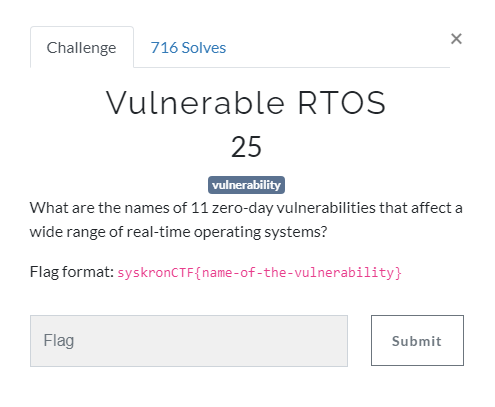 Challenge
716 Solves
×
Vulnerable RTOS
25
vulnerability
What are the names of 11 zero-day vulnerabilities that affect a
wide range of real-time operating systems?
Flag format: syskronCTF{name-of-the-vulnerability}
Flag
Submit